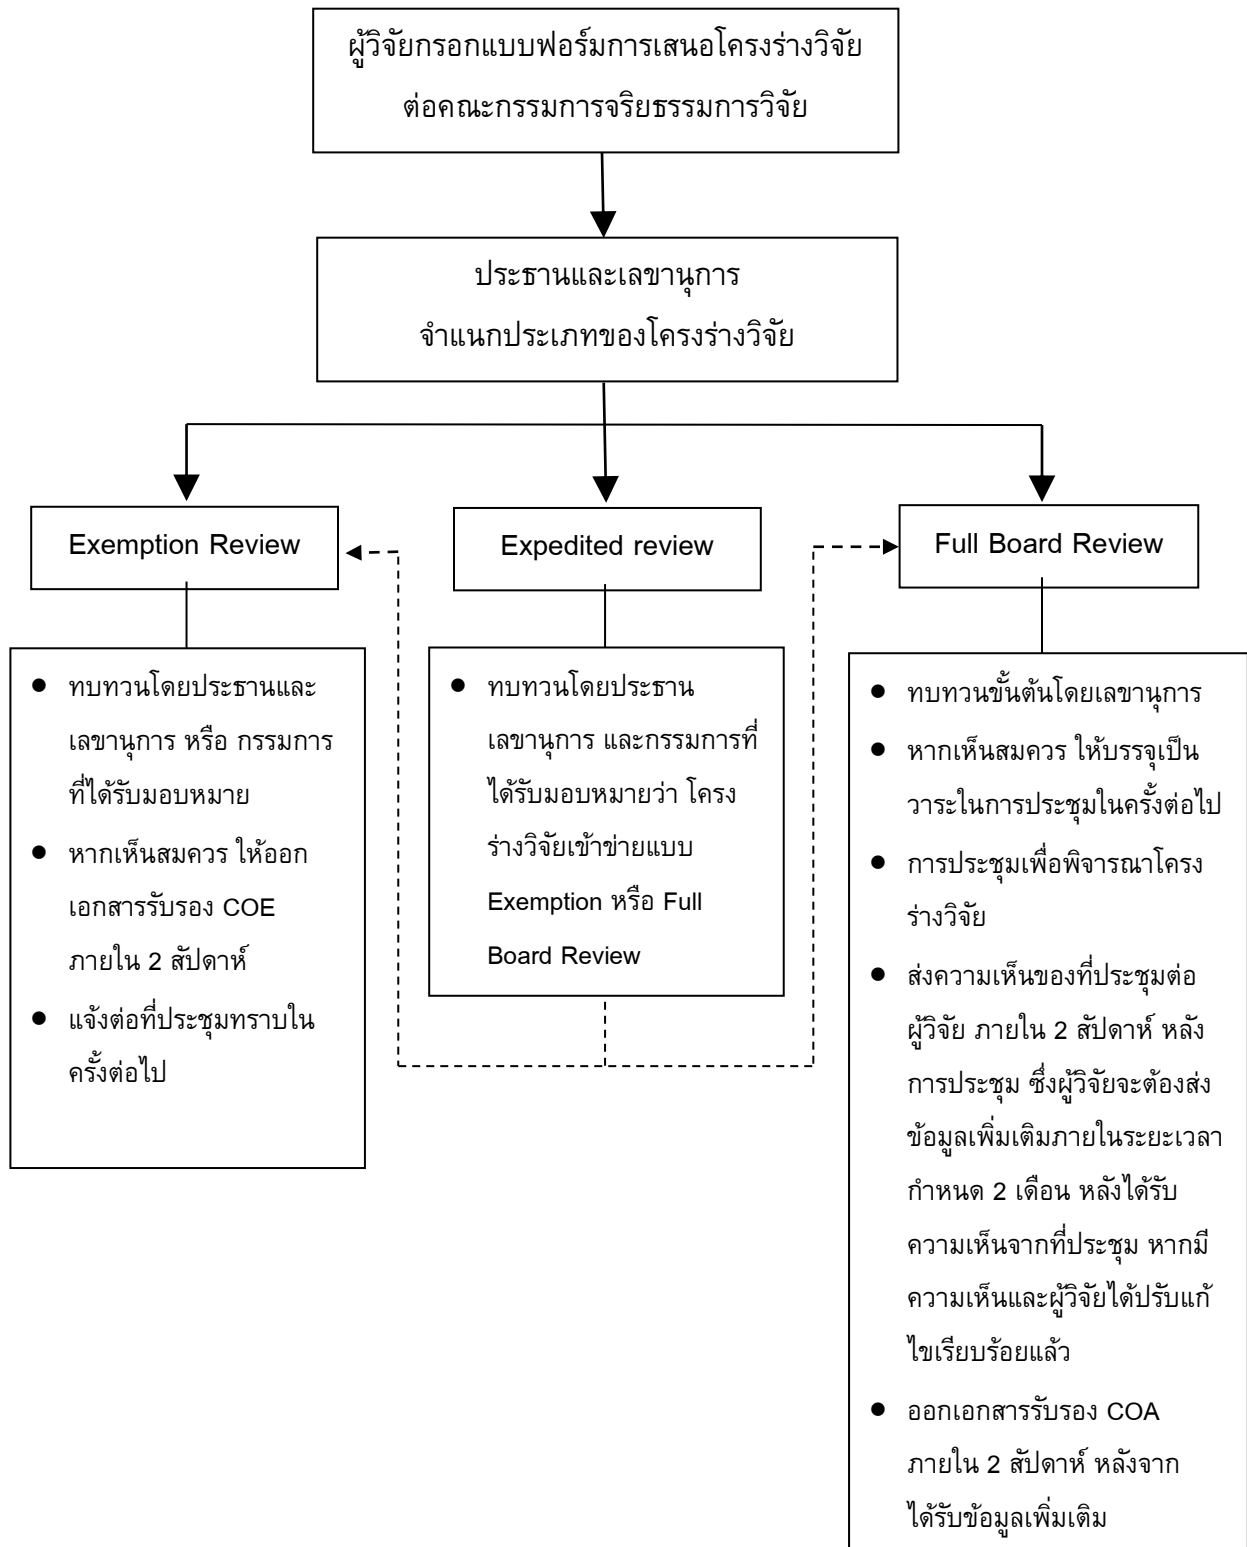 ผู้วิจัยกรอกแบบฟอร์มการเสนอโครงร่างวิจัย
ต่อคณะกรรมการจริยธรรมการวิจัย
ประธานและเลขานุการ
จำแนกประเภทของโครงร่างวิจัย
Exemption Review
Expedited review
Full Board Review
● ทบทวนโดยประธานและ
เลขานุการ หรือ กรรมการ
ที่ได้รับมอบหมาย
● หากเห็นสมควร ให้ออก
เอกสารรับรอง COE
ภายใน 2 สัปดาห์
● แจ้งต่อที่ประชุมทราบใน
ครั้งต่อไป
● ทบทวนโดยประธาน
เลขานุการ และกรรมการที่
ได้รับมอบหมายว่า โครง
ร่างวิจัยเข้าข่ายแบบ
Exemption หรือ Full
Board Review
● ทบทวนขั้นต้นโดยเลขานุการ
● หากเห็นสมควร ให้บรรจุเป็น
วาระในการประชุมในครั้งต่อไป
● การประชุมเพื่อพิจารณาโครง
ร่างวิจัย
● ส่งความเห็นของที่ประชุมต่อ
ผู้วิจัย ภายใน 2 สัปดาห์ หลัง
การประชุม ซึ่งผู้วิจัยจะต้องส่ง
ข้อมูลเพิ่มเติมภายในระยะเวลา
กำหนด 2 เดือน หลังได้รับ
ความเห็นจากที่ประชุม หากมี
ความเห็นและผู้วิจัยได้ปรับแก้
ไขเรียบร้อยแล้ว
● ออกเอกสารรับรอง COA
ภายใน 2 สัปดาห์ หลังจาก
ได้รับข้อมูลเพิ่มเติม